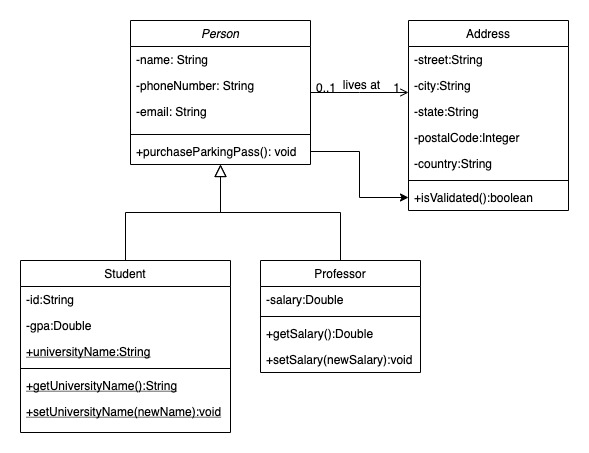 Person
-name: String
-phoneNumber: String
-email: String
+purchaseParkingPass(): void
0..1 lives at 1
Address
-street:String
-city:String
-state:String
-postalCode:Integer
-country:String
+isValidated():boolean
Student
-id:String
-gpa:Double
+universityName:String
+getUniversityName():String
+setUniversityName(newName):void
Professor
-salary:Double
+getSalary():Double
+setSalary(newSalary):void